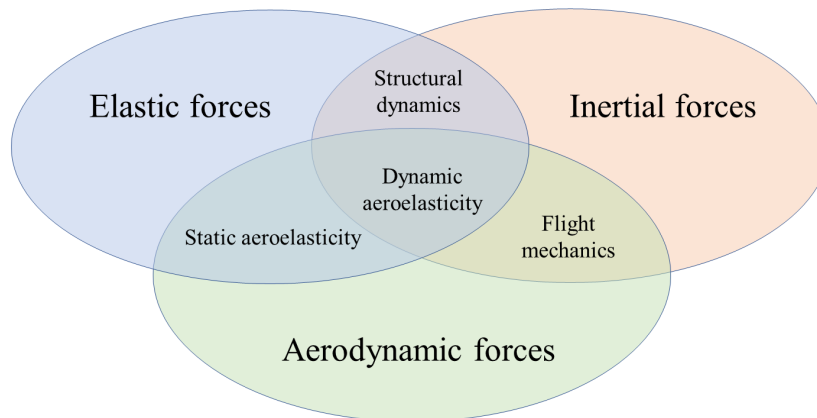 Structural
dynamics
Elastic forces
Inertial forces
Dynamic
aeroelasticity
Static aeroelasticity
Flight
mechanics
Aerodynamic forces